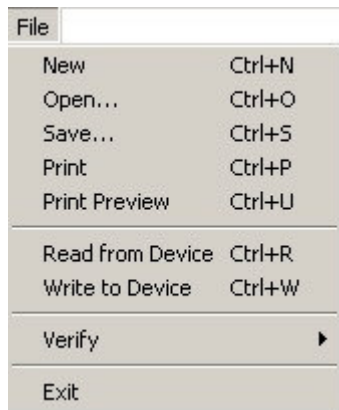 File
New Ctrl+N
Open... Ctrl+O
Save... Ctrl+S
Print Ctrl+P
Print Preview Ctrl+U
Read from Device Ctrl+R
Write to Device Ctrl+W
Verify
Exit